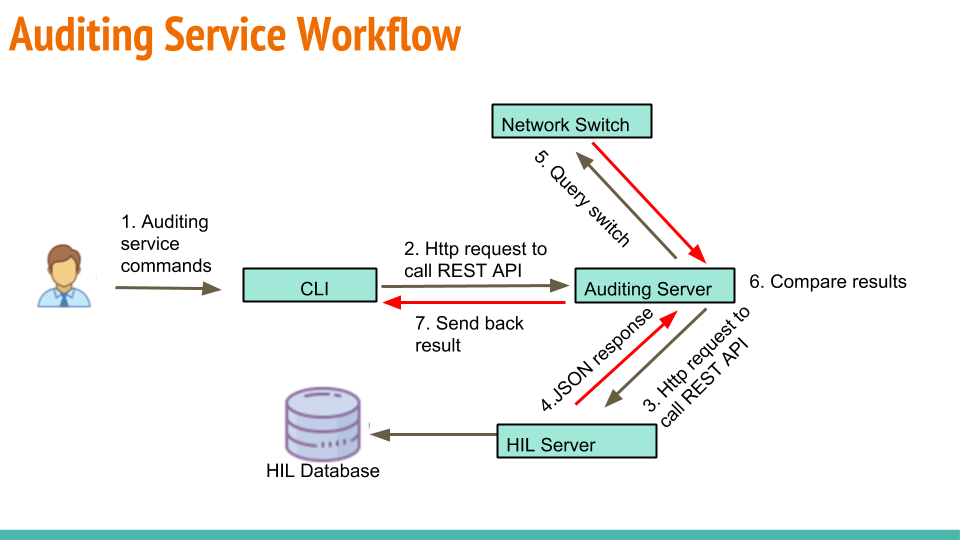 Auditing Service Workflow
Network Switch
5. Query switch
1. Auditing
service
commands
2. Http request to
call REST API
CLI
Auditing Server
6. Compare results
7. Send back
result
4.JSON response
3. Http request to
call REST API
HIL Server
HIL Database